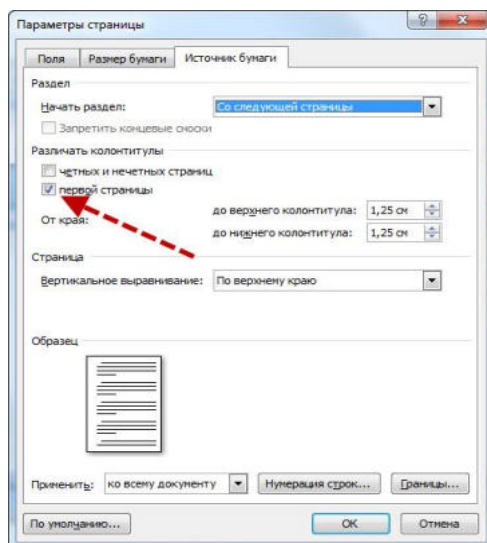 Параметры страницы
Поля Размер бумаги Источник бумаги
Раздел
Начать раздел: Со следующей страницы
Запретить концевые сноски
Различать колонтитулы
четных и нечетных страниц
первой страницы
От края:
до верхнего колонтитула: 1,25 см
до нижнего колонтитула: 1,25 см
Страница
Вертикальное выравнивание: По верхнему краю
Образец
Применить: ко всему документу Нумерация строк... Границы...
По умолчанию... ОК Отмена